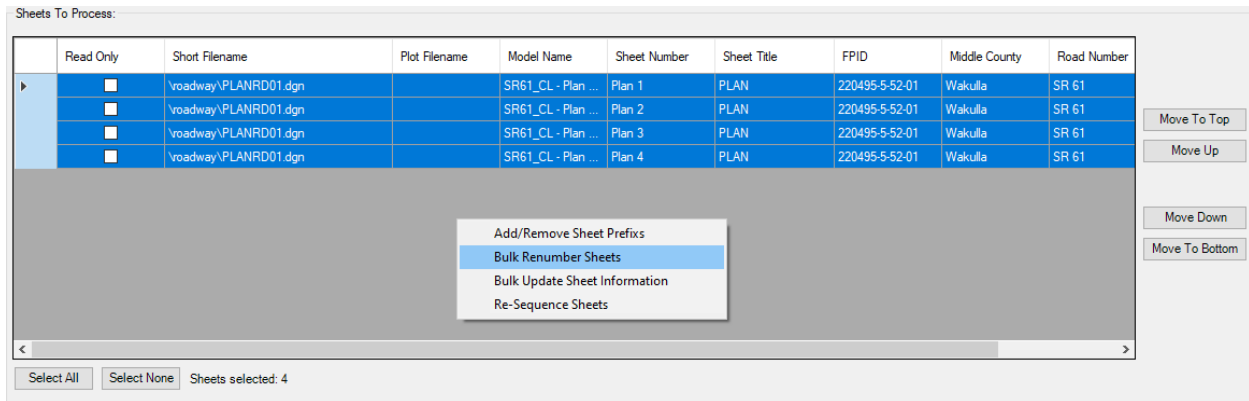 Sheets To Process:
Read Only Short Filename Plot Filename Model Name Sheet Number Sheet Title FPID Middle County Road Number
\roadway\PLANRD01.dgn SR61_CL - Plan ... Plan 1 PLAN 220495-5-52-01 Wakulla SR 61
\roadway\PLANRD01.dgn SR61_CL - Plan ... Plan 2 PLAN 220495-5-52-01 Wakulla SR 61
\roadway\PLANRD01.dgn SR61_CL - Plan ... Plan 3 PLAN 220495-5-52-01 Wakulla SR 61
\roadway\PLANRD01.dgn SR61_CL - Plan ... Plan 4 PLAN 220495-5-52-01 Wakulla SR 61
Move To Top
Move Up
Move Down
Move To Bottom
Add/Remove Sheet Prefixs
Bulk Renumber Sheets
Bulk Update Sheet Information
Re-Sequence Sheets
Select All Select None Sheets selected: 4